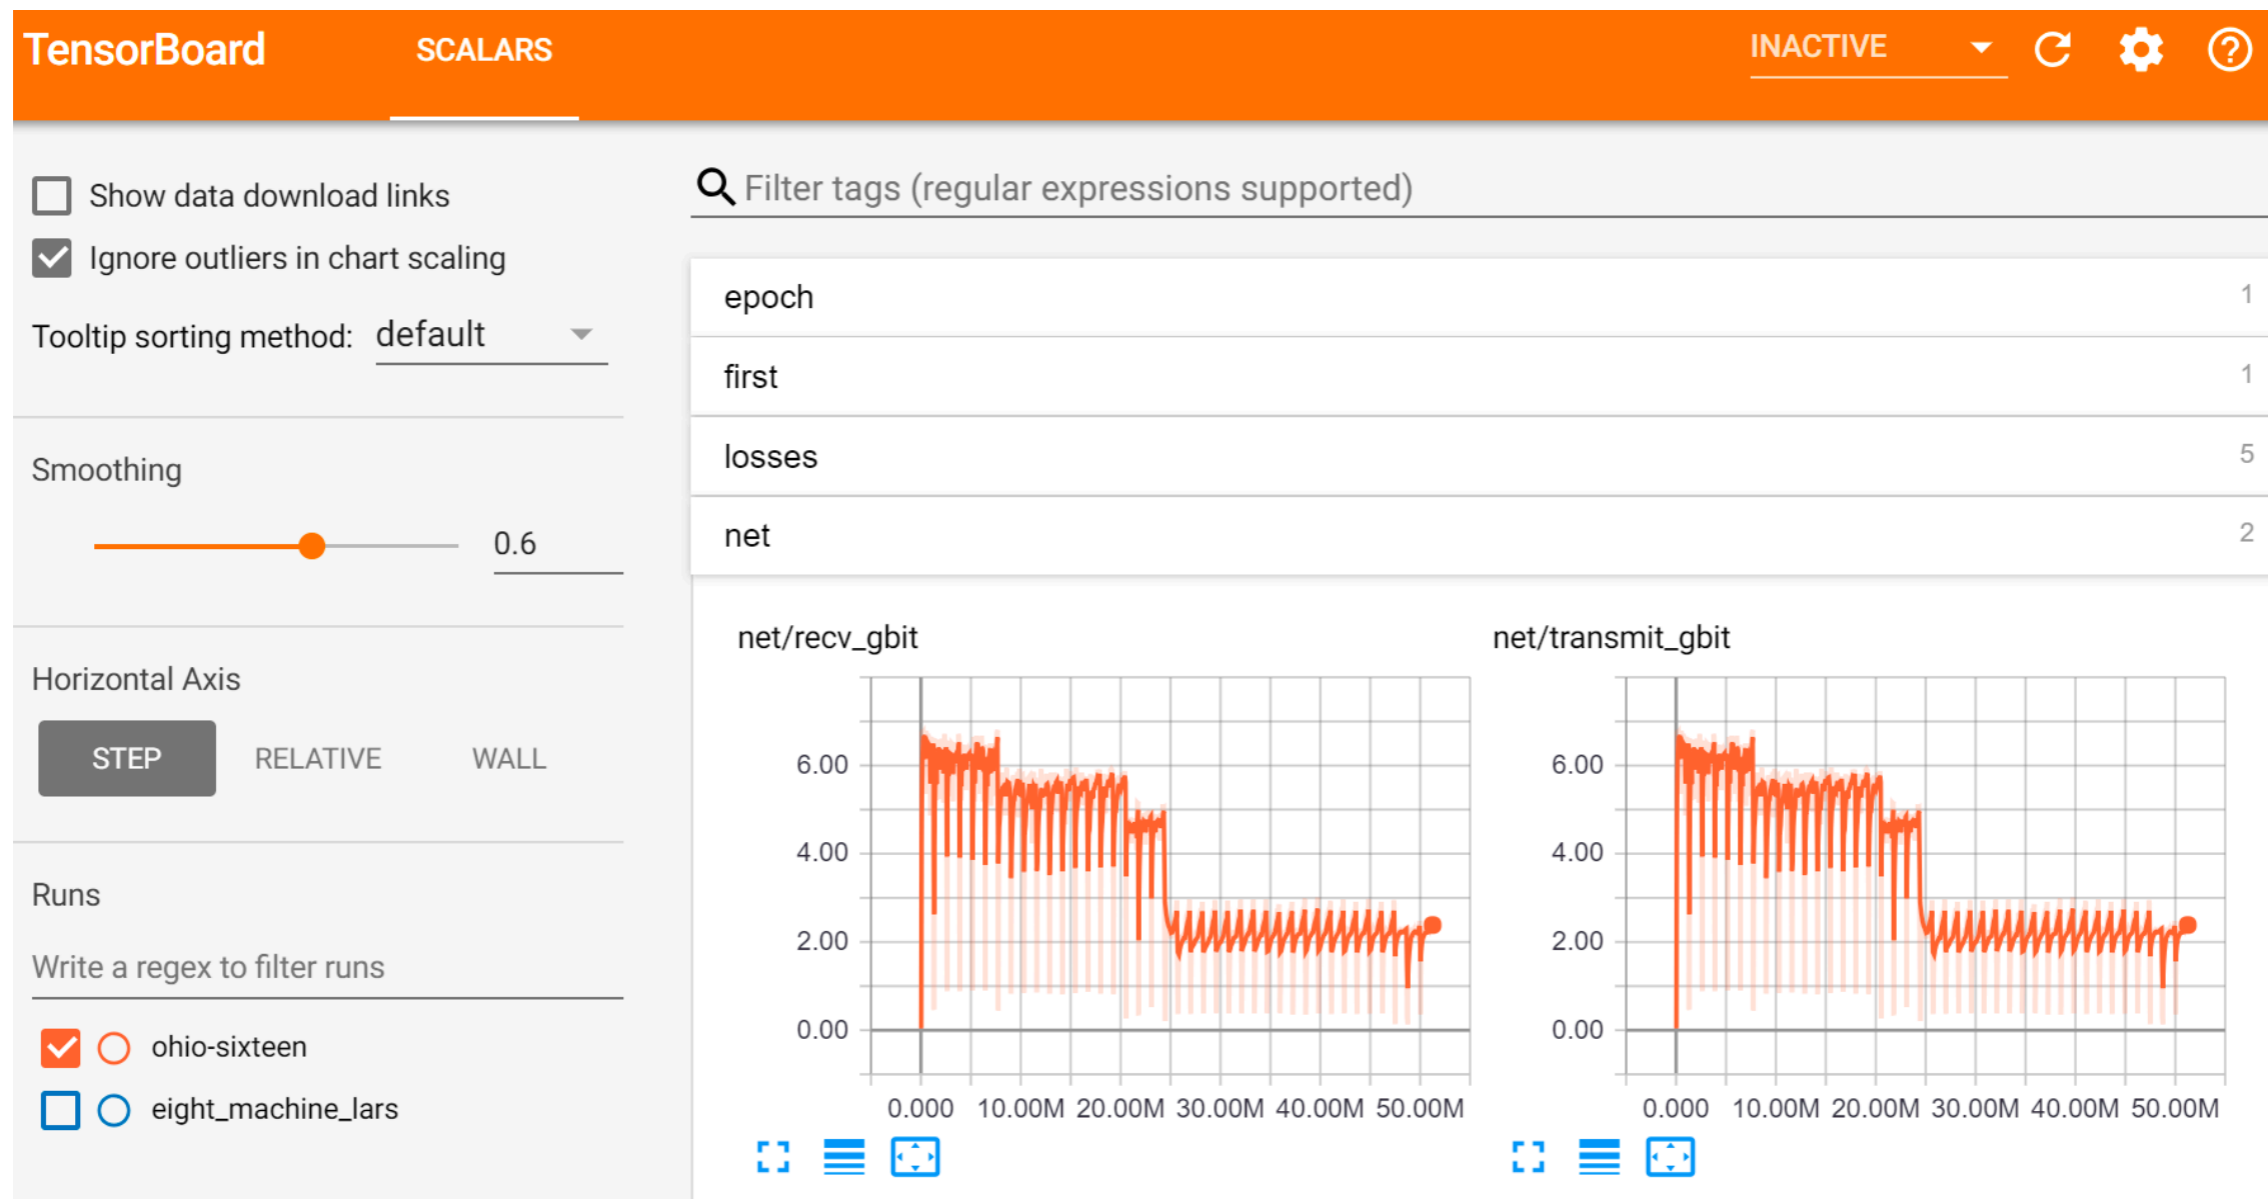 TensorBoard SCALARS INACTIVE
Show data download links
Ignore outliers in chart scaling
Tooltip sorting method: default
Smoothing
0.6
Horizontal Axis
STEP RELATIVE WALL
Runs
Write a regex to filter runs
ohio-sixteen
eight_machine_lars
Filter tags (regular expressions supported)
epoch 1
first 1
losses 5
net 2
net/recv_gbit
6.00
4.00
2.00
0.00
0.000 10.00M 20.00M 30.00M 40.00M 50.00M
net/transmit_gbit
6.00
4.00
2.00
0.00
0.000 10.00M 20.00M 30.00M 40.00M 50.00M